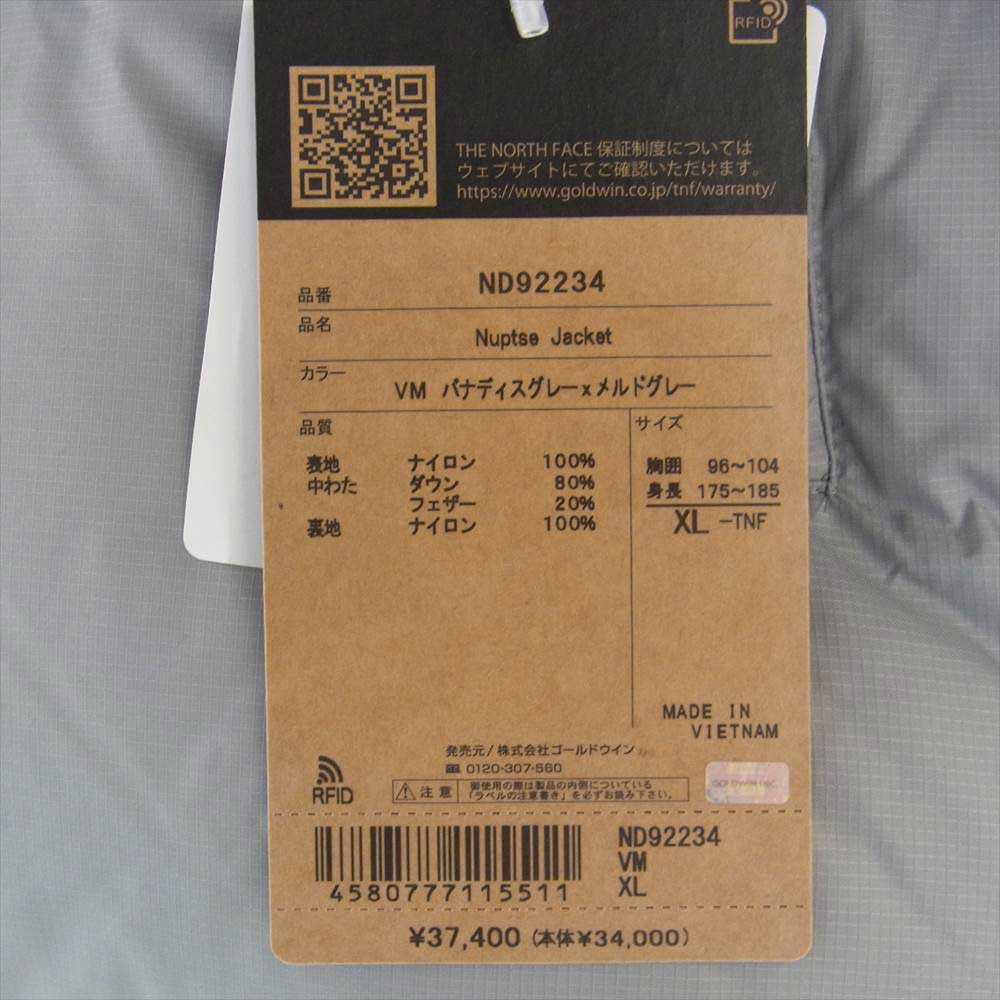 RFID
THE NORTH FACE 保証制度については
ウェブサイトにてご確認いただけます。
https://www.goldwin.co.jp/tnf/warranty/
品番 ND92234
品名 Nuptse Jacket
カラー VM バナディスグレーxメルドグレー
品質
表地 ナイロン 100%
中わた ダウン 80%
フェザー 20%
裏地 ナイロン 100%
サイズ
胸囲 96~104
身長 175~185
XL -TNF
MADE IN
VIETNAM
発売元/株式会社ゴールドウイン
0120-307-560
RFID
注意
御使用の際は製品の内側についている
「ラベルの注意書き」を必ずお読み下さい。
4580777115511
ND92234
VM
XL
¥37,400 (本体¥34,000)